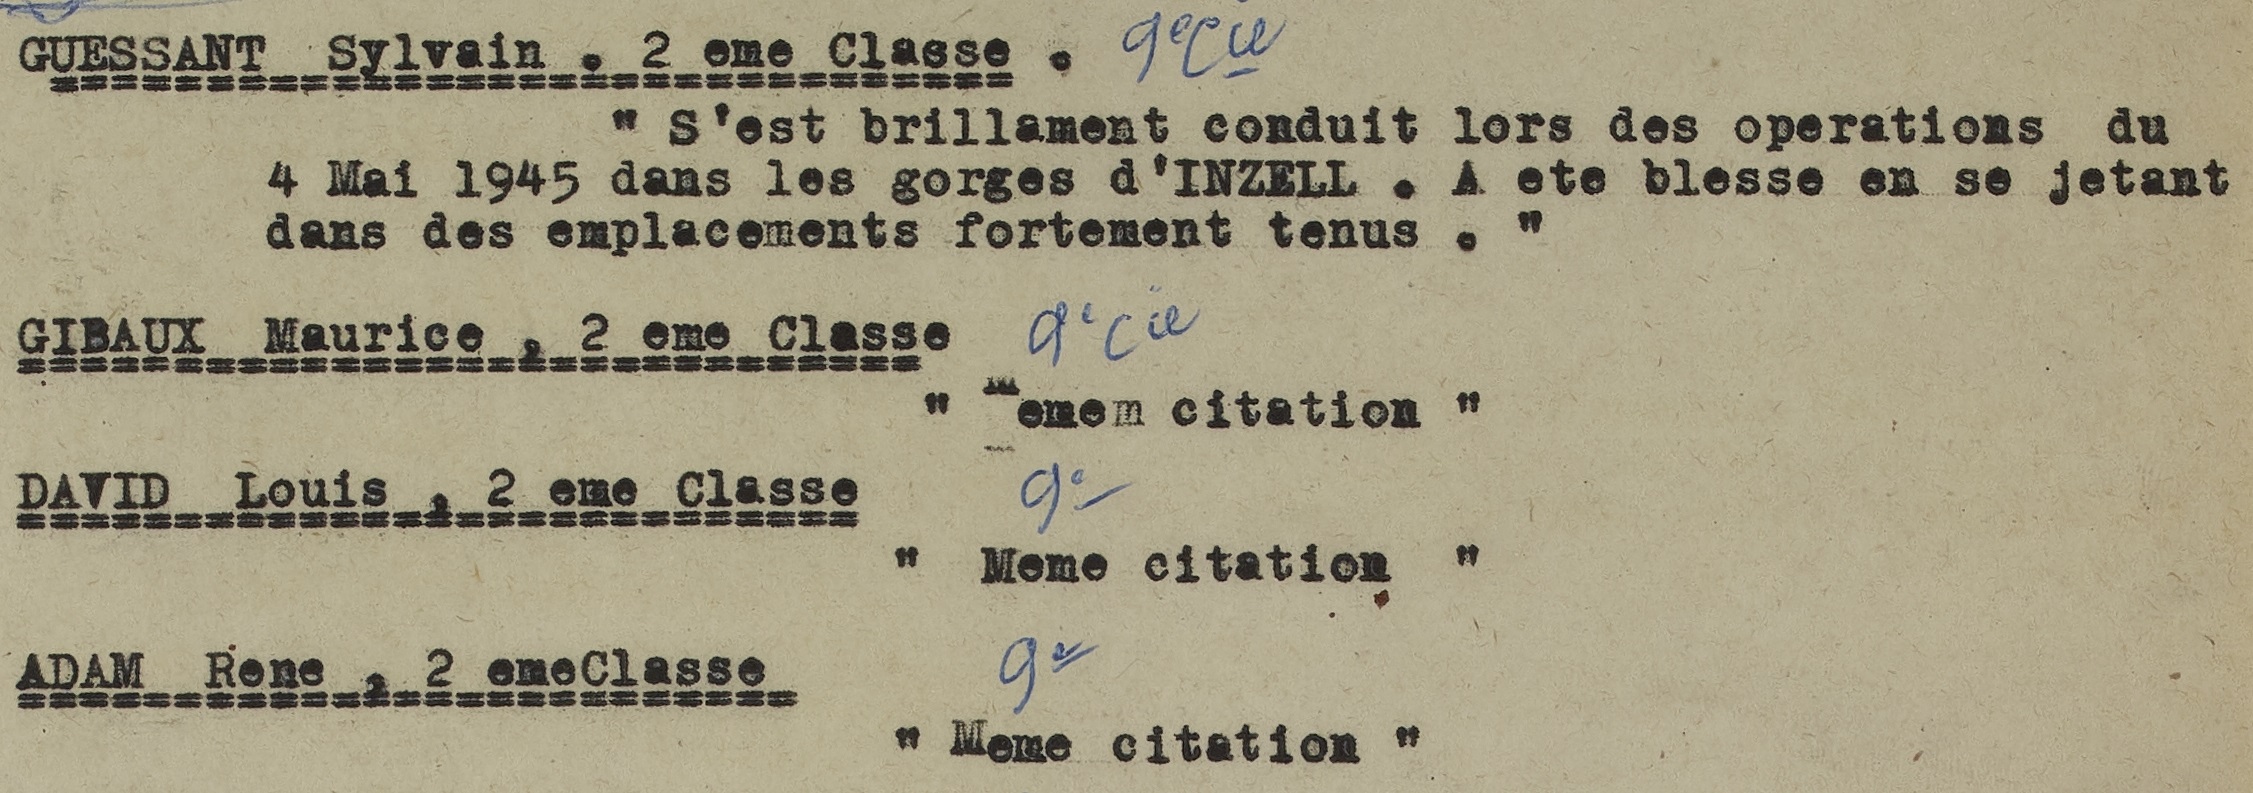 GUESSANT Sylvain . 2 eme Classe . 9e Cie
" S'est brillament conduit lors des operations du
4 Mai 1945 dans les gorges d'INZELL . A ete blesse en se jetant
dans des emplacements fortement tenus . "
GIBAUX Maurice , 2 eme Classe 9e Cie
" Memem citation "
DAVID Louis , 2 eme Classe 9e
" Meme citation "
ADAM Rene , 2 emeClasse 9e
" Meme citation "